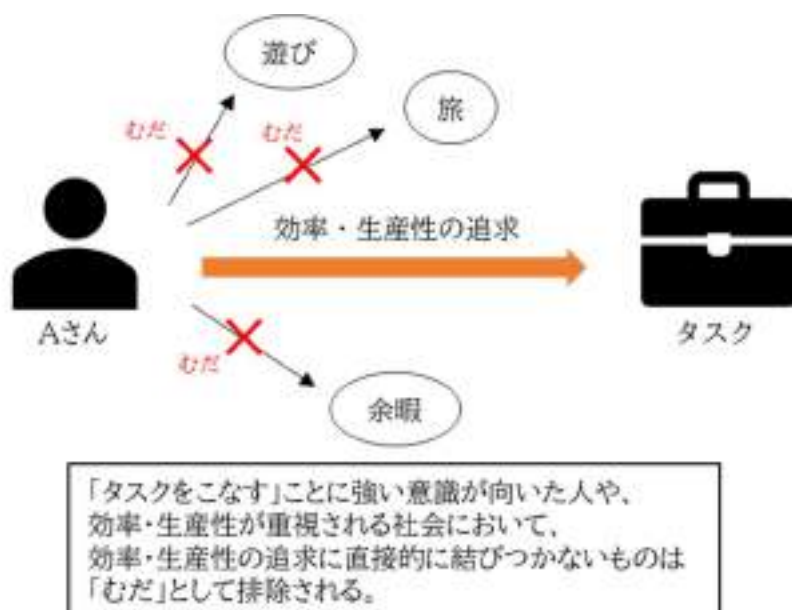 遊び
旅
むだ
むだ
効率・生産性の追求
Aさん
タスク
むだ
余暇
「タスクをこなす」ことに強い意識が向いた人や、
効率・生産性が重視される社会において、
効率・生産性の追求に直接的に結びつかないものは
「むだ」として排除される。